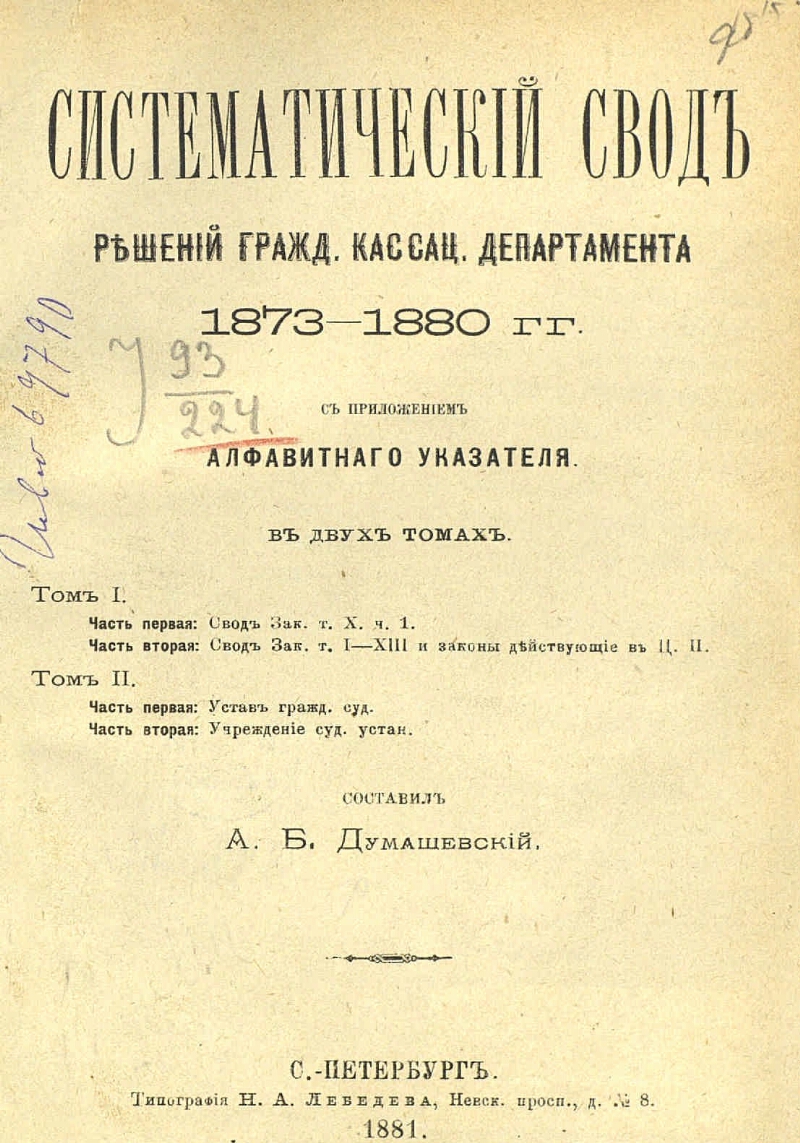 СИСТЕМАТИЧЕСКІЙ СВОДЪ
РѢШЕНІЙ ГРАЖД. КАССАЦ. ДЕПАРТАМЕНТА
1873—1880 гг.
93
224
СЪ ПРИЛОЖЕНІЕМЪ
АЛФАВИТНАГО УКАЗАТЕЛЯ.
ВЪ ДВУХЪ ТОМАХЪ.
Томъ I.
Часть первая: Сводъ Зак. т. X. ч. 1.
Часть вторая: Сводъ Зак. т. I—XIII и законы дѣйствующіе въ Ц. П.
Томъ II.
Часть первая: Уставъ гражд. суд.
Часть вторая: Учрежденіе суд. устан.
СОСТАВИЛЪ
А. Б. Думашевскій.
С.-ПЕТЕРБУРГЪ.
Типографія Н. А. Лебедева, Невск. просп., д. № 8.
1881.